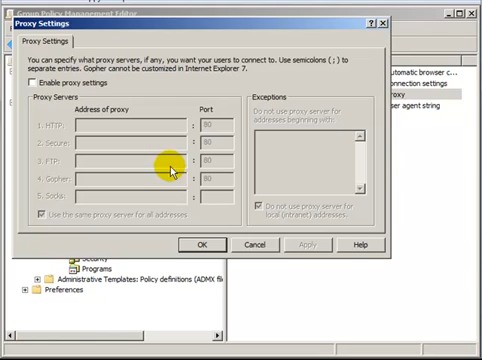 Group Policy Management Editor
Proxy Settings
Proxy Settings
You can specify what proxy servers, if any, you want your users to connect to. Use semicolons ( ; ) to
separate entries. Gopher cannot be customized in Internet Explorer 7.
Enable proxy settings
Proxy Servers
Address of proxy Port
1. HTTP: : 80
2. Secure: : 80
3. FTP: : 80
4. Gopher: : 80
5. Socks: :
Use the same proxy server for all addresses
Exceptions
Do not use proxy server for
addresses beginning with:
Do not use proxy server for
local (intranet) addresses.
OK Cancel Apply Help
utomatic browser c...
roxy
ser agent string
Security
Programs
Administrative Templates: Policy definitions (ADMX fil
Preferences